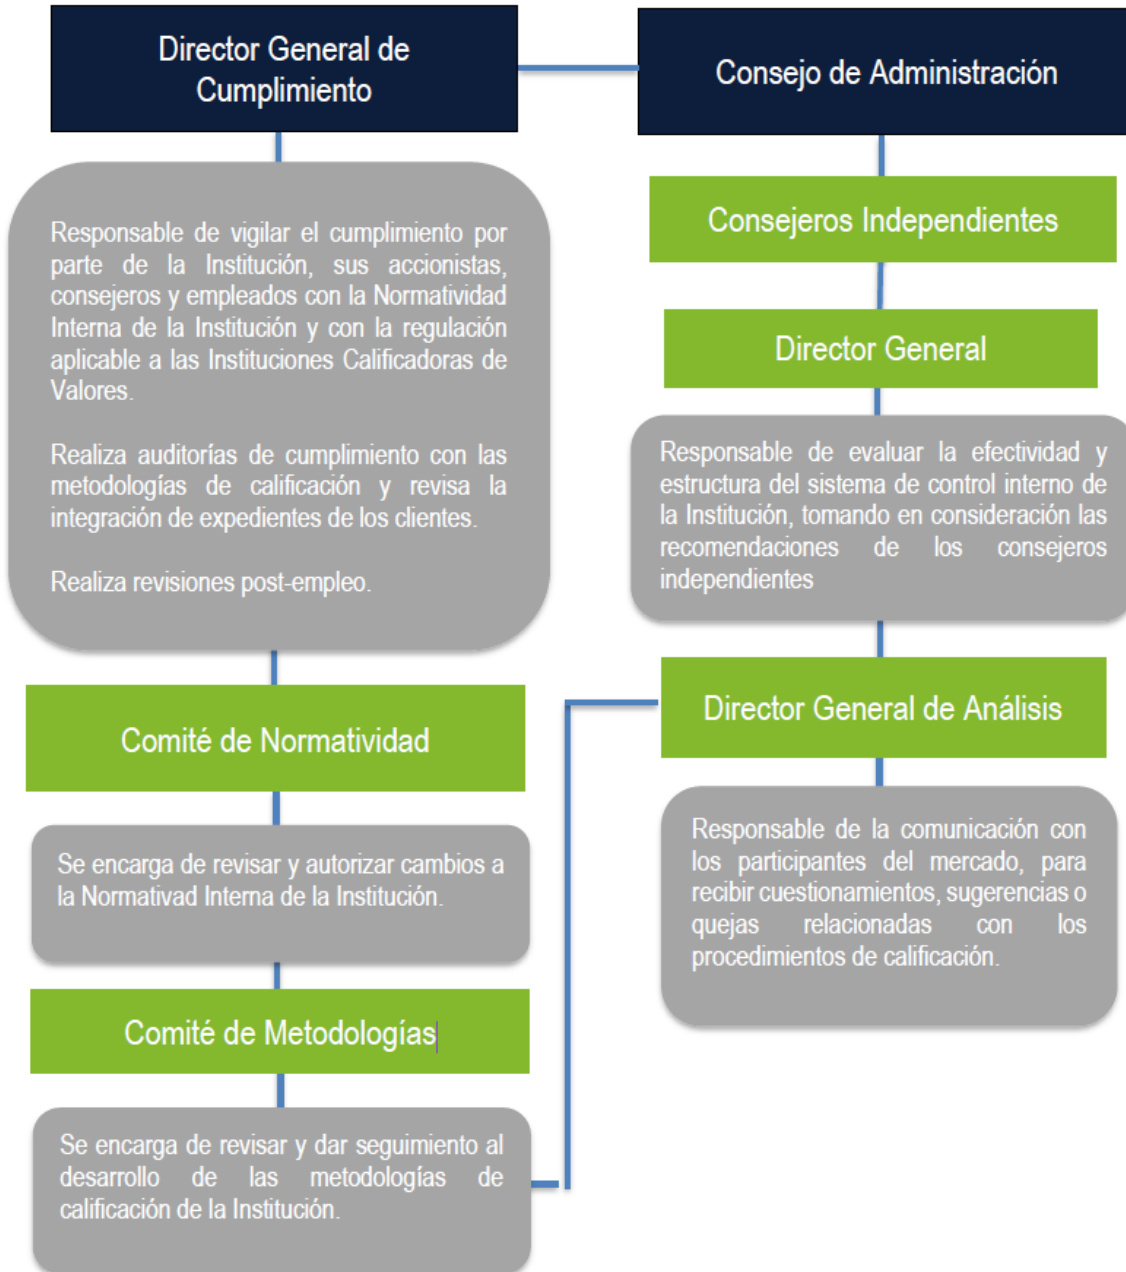 Director General de
Cumplimiento
Responsable de vigilar el cumplimiento por
parte de la Institución, sus accionistas,
consejeros y empleados con la Normatividad
Interna de la Institución y con la regulación
aplicable a las Instituciones Calificadoras de
Valores.
Realiza auditorías de cumplimiento con las
metodologías de calificación y revisa la
integración de expedientes de los clientes.
Realiza revisiones post-empleo.
Comité de Normatividad
Se encarga de revisar y autorizar cambios a
la Normativad Interna de la Institución.
Comité de Metodologías
Se encarga de revisar y dar seguimiento al
desarrollo de las metodologías de
calificación de la Institución.
Consejo de Administración
Consejeros Independientes
Director General
Responsable de evaluar la efectividad y
estructura del sistema de control interno de
la Institución, tomando en consideración las
recomendaciones de los consejeros
independientes
Director General de Análisis
Responsable de la comunicación con
los participantes del mercado, para
recibir cuestionamientos, sugerencias o
quejas relacionadas con los
procedimientos de calificación.